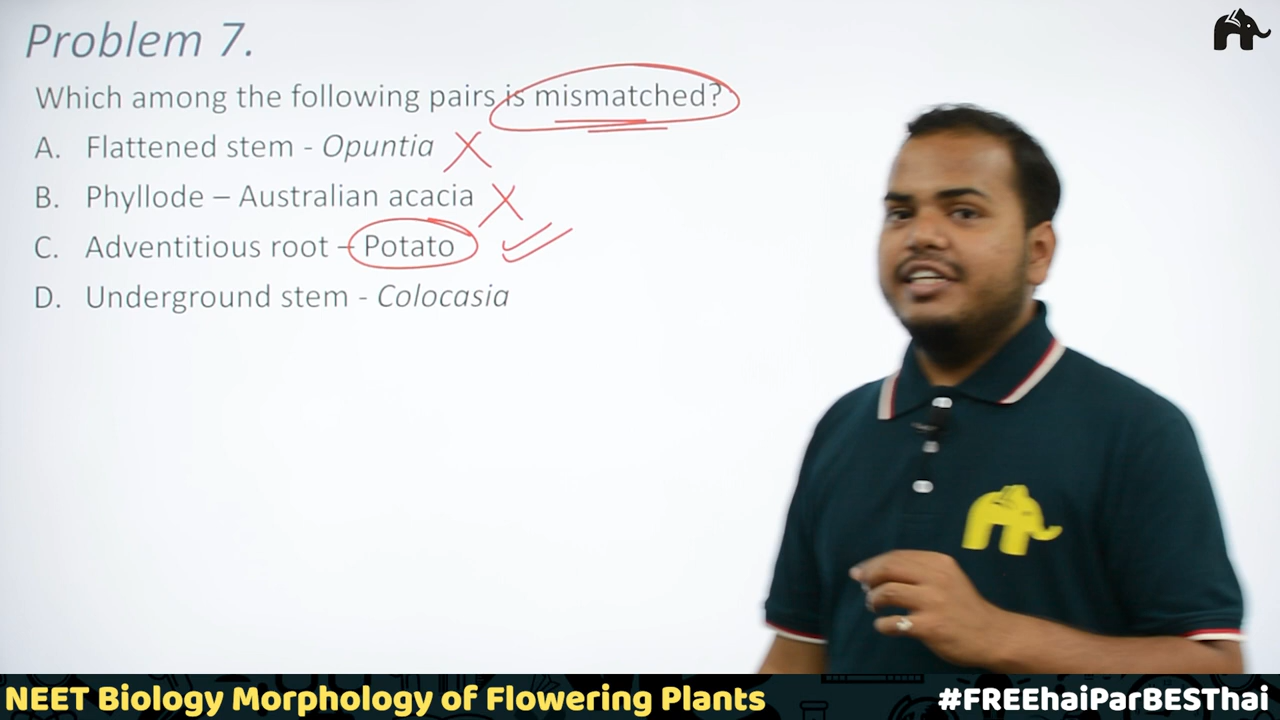 Problem 7.
Which among the following pairs is mismatched?
A. Flattened stem - Opuntia
B. Phyllode – Australian acacia
C. Adventitious root – Potato
D. Underground stem - Colocasia
NEET Biology Morphology of Flowering Plants
#FREEhaiParBESThai